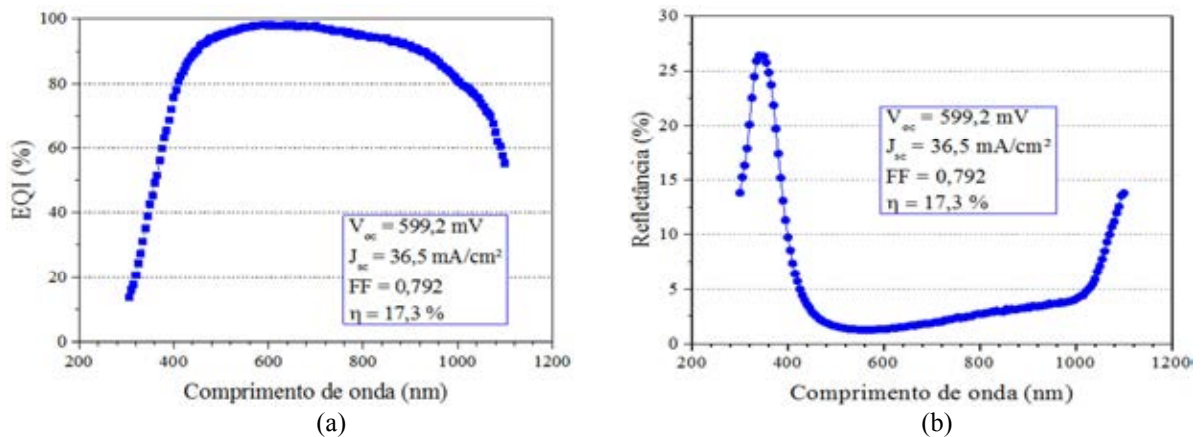 100
80
60
40
20
0
EQI (%)
V_oc = 599,2 mV
J_sc = 36,5 mA/cm²
FF = 0,792
η = 17,3 %
200 400 600 800 1000 1200
Comprimento de onda (nm)
(a)
30
25
20
15
10
5
0
Refletância (%)
V_oc = 599,2 mV
J_sc = 36,5 mA/cm²
FF = 0,792
η = 17,3 %
200 400 600 800 1000 1200
Comprimento de onda (nm)
(b)